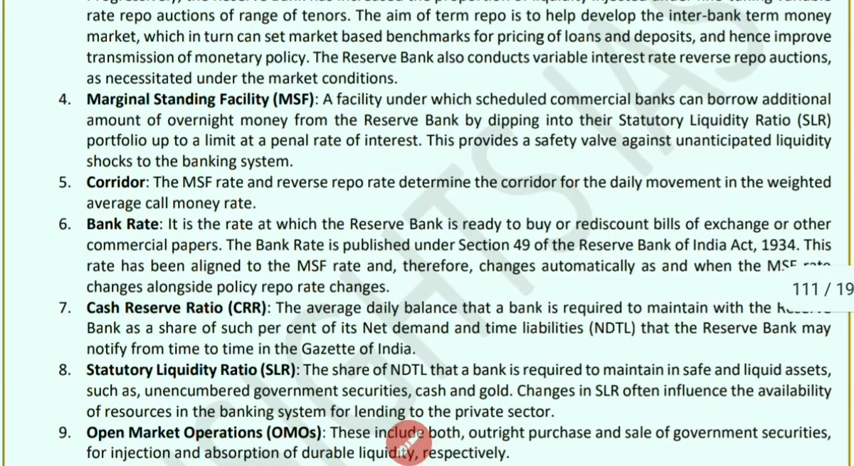 rate repo auctions of range of tenors. The aim of term repo is to help develop the inter-bank term money
market, which in turn can set market based benchmarks for pricing of loans and deposits, and hence improve
transmission of monetary policy. The Reserve Bank also conducts variable interest rate reverse repo auctions,
as necessitated under the market conditions.
4. Marginal Standing Facility (MSF): A facility under which scheduled commercial banks can borrow additional
amount of overnight money from the Reserve Bank by dipping into their Statutory Liquidity Ratio (SLR)
portfolio up to a limit at a penal rate of interest. This provides a safety valve against unanticipated liquidity
shocks to the banking system.
5. Corridor: The MSF rate and reverse repo rate determine the corridor for the daily movement in the weighted
average call money rate.
6. Bank Rate: It is the rate at which the Reserve Bank is ready to buy or rediscount bills of exchange or other
commercial papers. The Bank Rate is published under Section 49 of the Reserve Bank of India Act, 1934. This
rate has been aligned to the MSF rate and, therefore, changes automatically as and when the MSF rate
changes alongside policy repo rate changes.
111 / 19
7. Cash Reserve Ratio (CRR): The average daily balance that a bank is required to maintain with the
Bank as a share of such per cent of its Net demand and time liabilities (NDTL) that the Reserve Bank may
notify from time to time in the Gazette of India.
8. Statutory Liquidity Ratio (SLR): The share of NDTL that a bank is required to maintain in safe and liquid assets,
such as, unencumbered government securities, cash and gold. Changes in SLR often influence the availability
of resources in the banking system for lending to the private sector.
9. Open Market Operations (OMOs): These include both, outright purchase and sale of government securities,
for injection and absorption of durable liquidity, respectively.